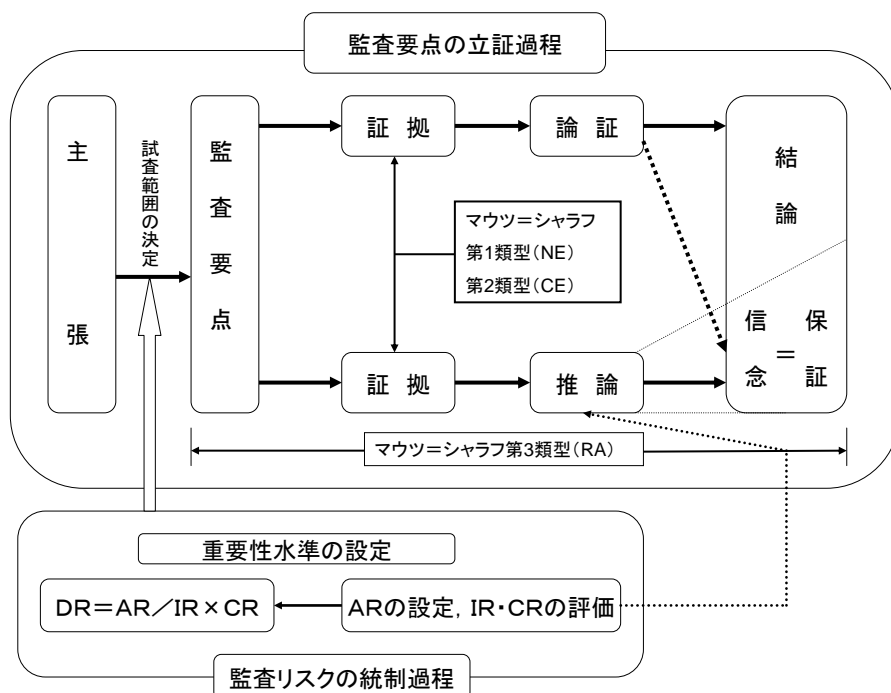 監査要点の立証過程
主張
試査範囲の決定
監査要点
証 拠
論 証
結論
マウツ=シャラフ
第1類型(NE)
第2類型(CE)
証 拠
推 論
信念
=
保証
マウツ=シャラフ第3類型(RA)
重要性水準の設定
DR=AR/IR×CR
ARの設定,IR・CRの評価
監査リスクの統制過程